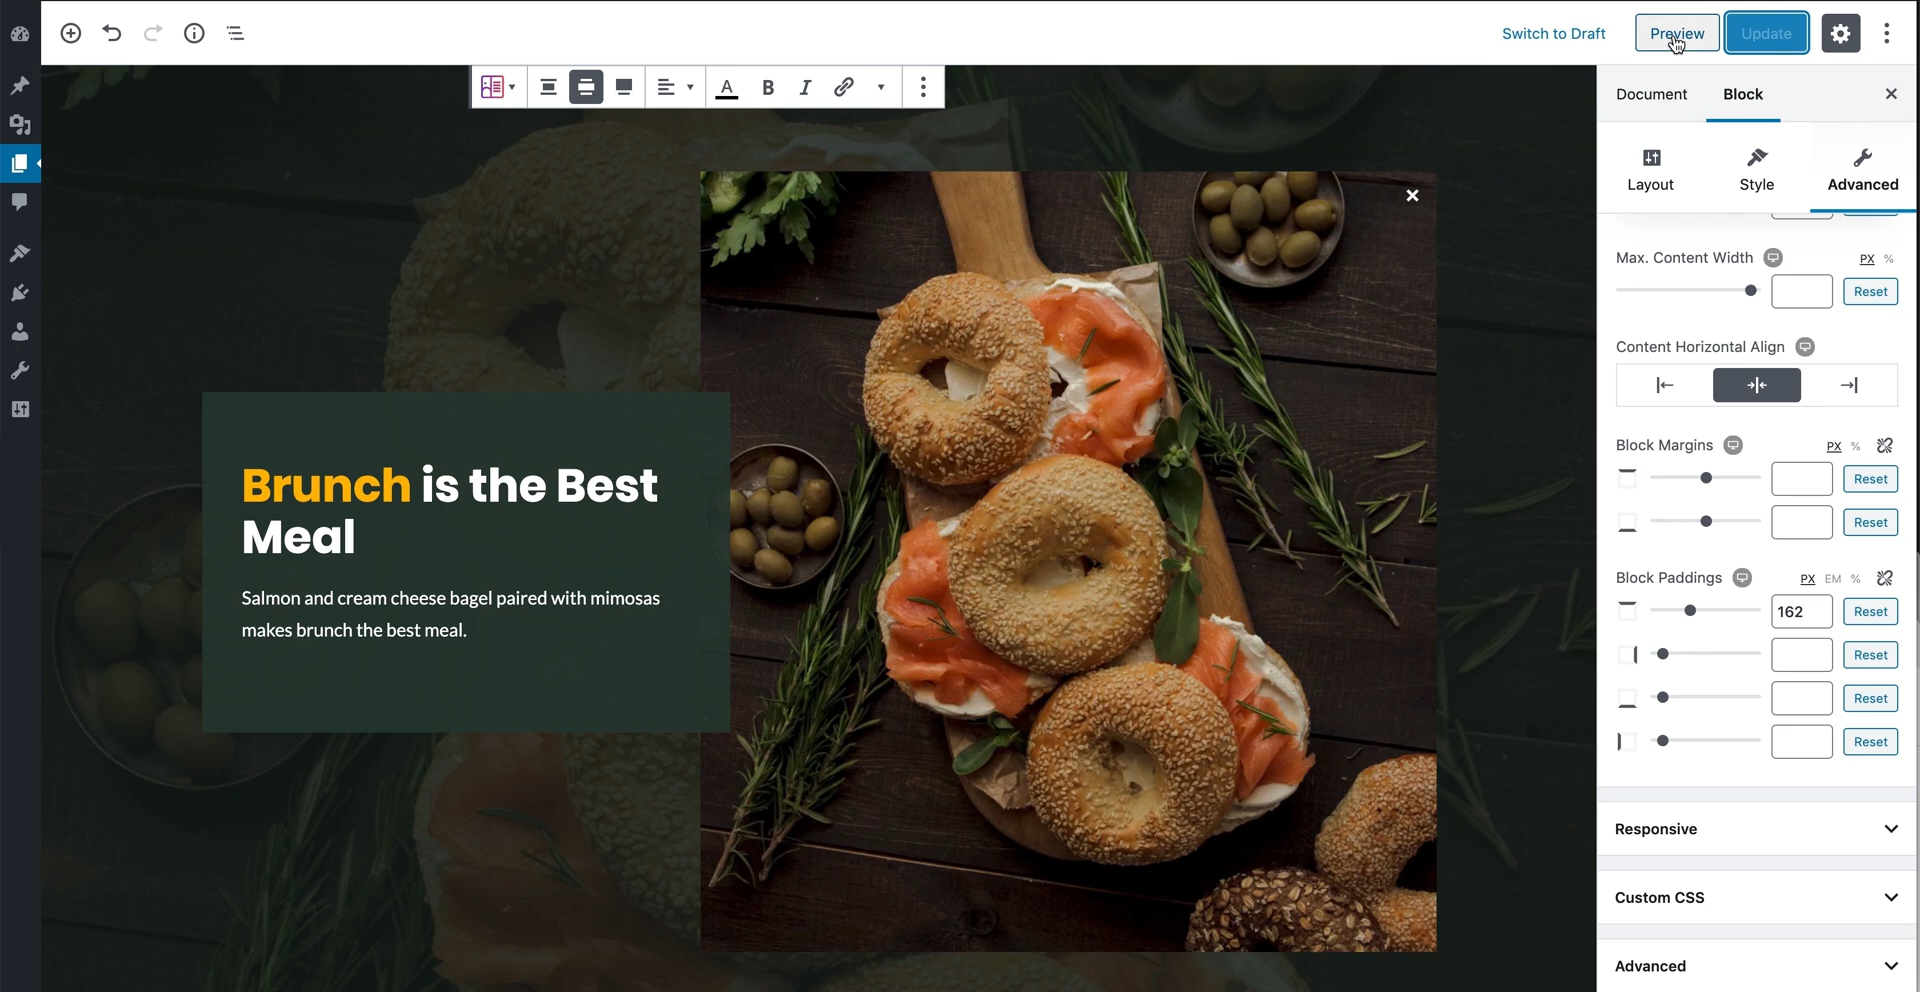 Switch to Draft
Preview
Update
A
B
I
Document
Block
Layout
Style
Advanced
Max. Content Width
PX %
Reset
Content Horizontal Align
Block Margins
PX %
Reset
Reset
Block Paddings
PX EM %
162
Reset
Reset
Reset
Reset
Responsive
Custom CSS
Advanced
Brunch is the Best
Meal
Salmon and cream cheese bagel paired with mimosas
makes brunch the best meal.